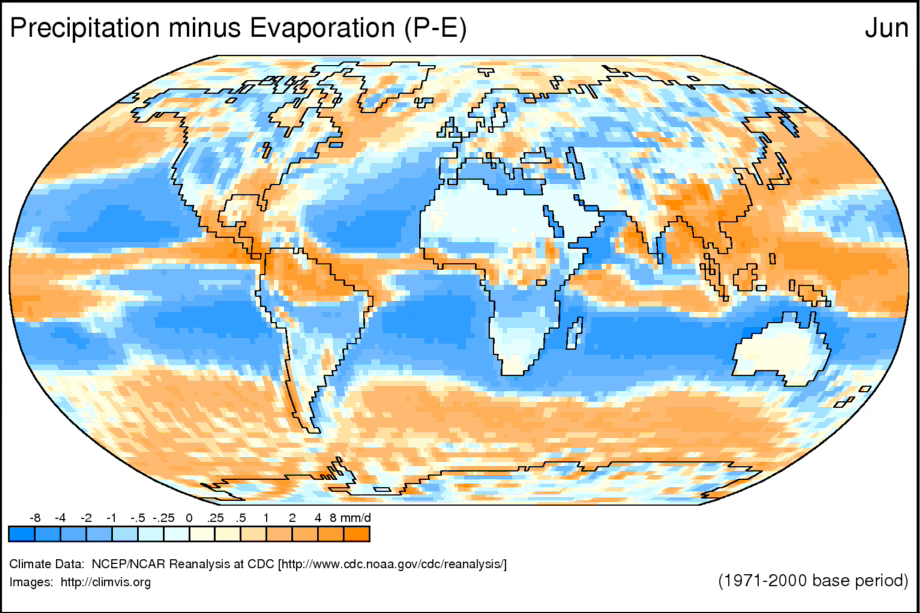 Precipitation minus Evaporation (P-E) Jun
-8 -4 -2 -1 -.5 -.25 0 .25 .5 1 2 4 8 mm/d
Climate Data: NCEP/NCAR Reanalysis at CDC [http://www.cdc.noaa.gov/cdc/reanalysis/]
Images: http://climvis.org (1971-2000 base period)